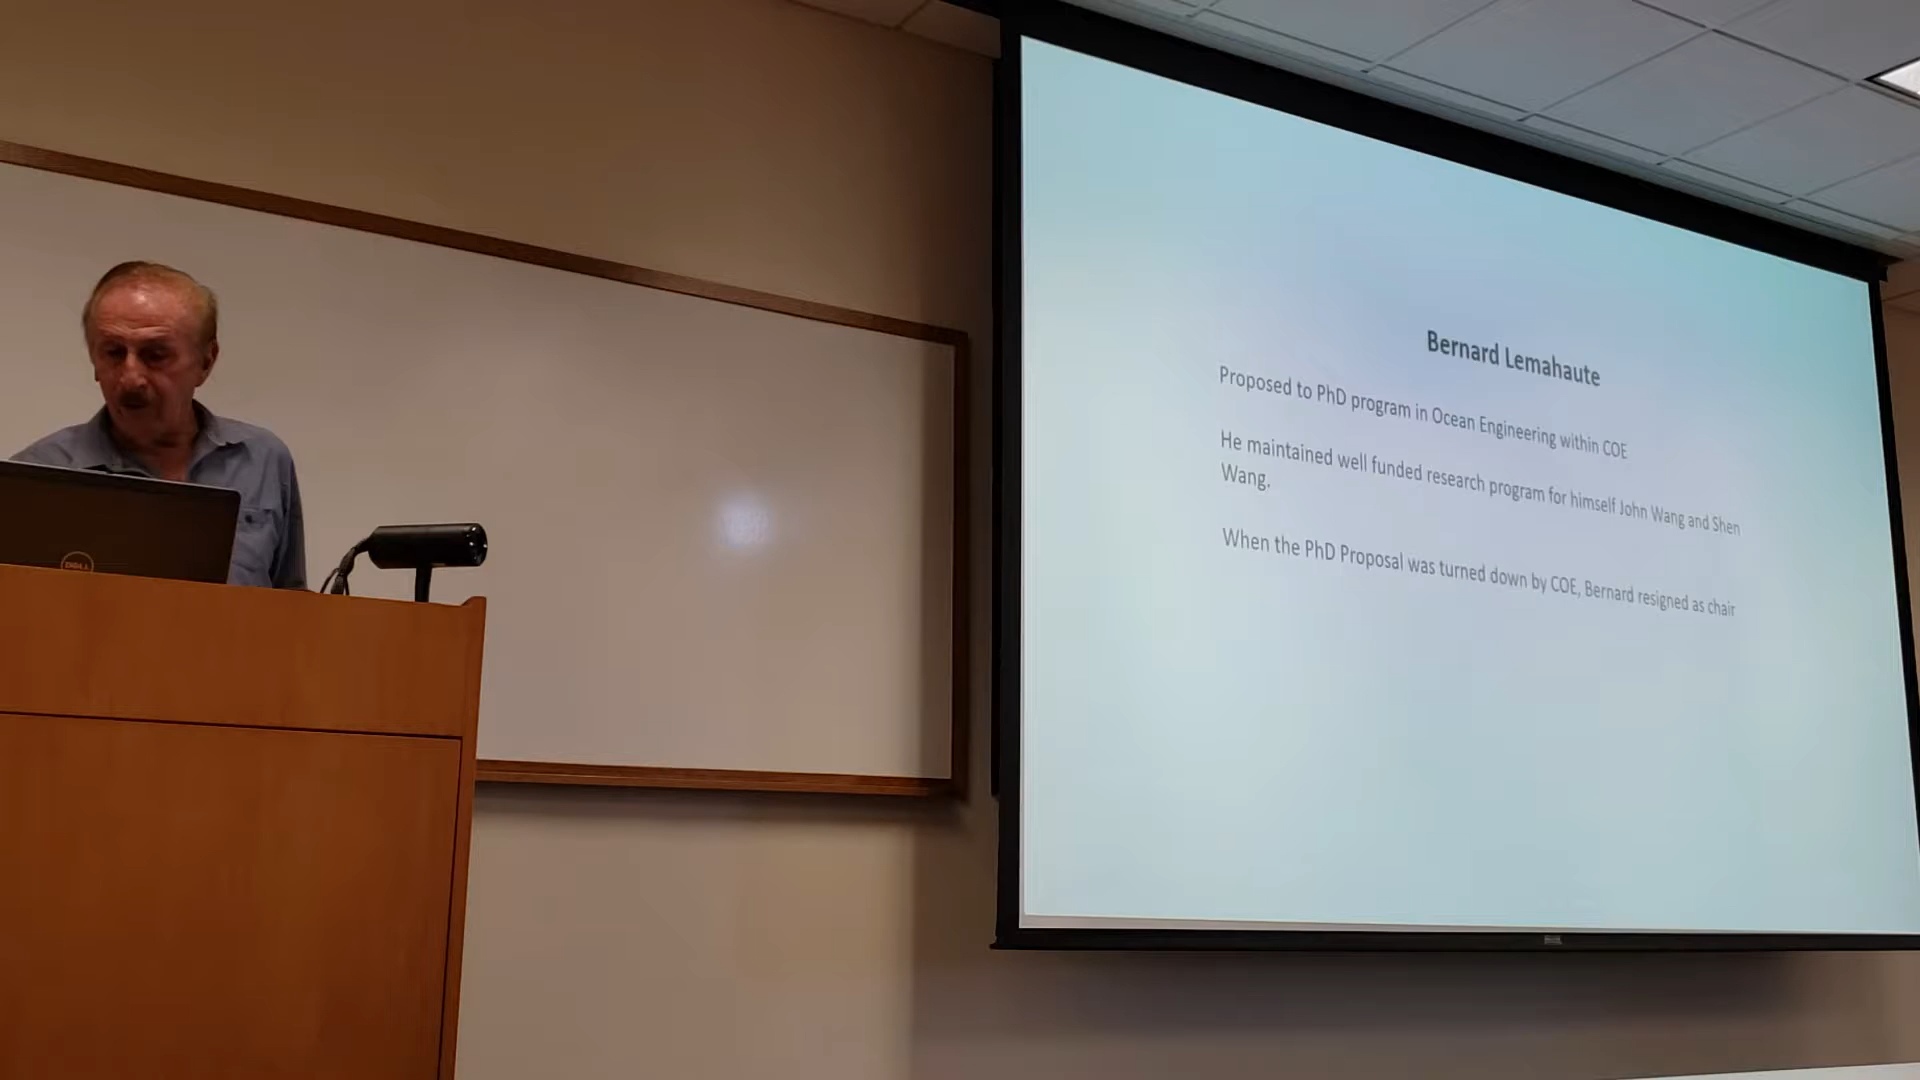 Bernard Lemahaute
Proposed to PhD program in Ocean Engineering within COE
He maintained well funded research program for himself John Wang and Shen
Wang.
When the PhD Proposal was turned down by COE, Bernard resigned as chair
DELL